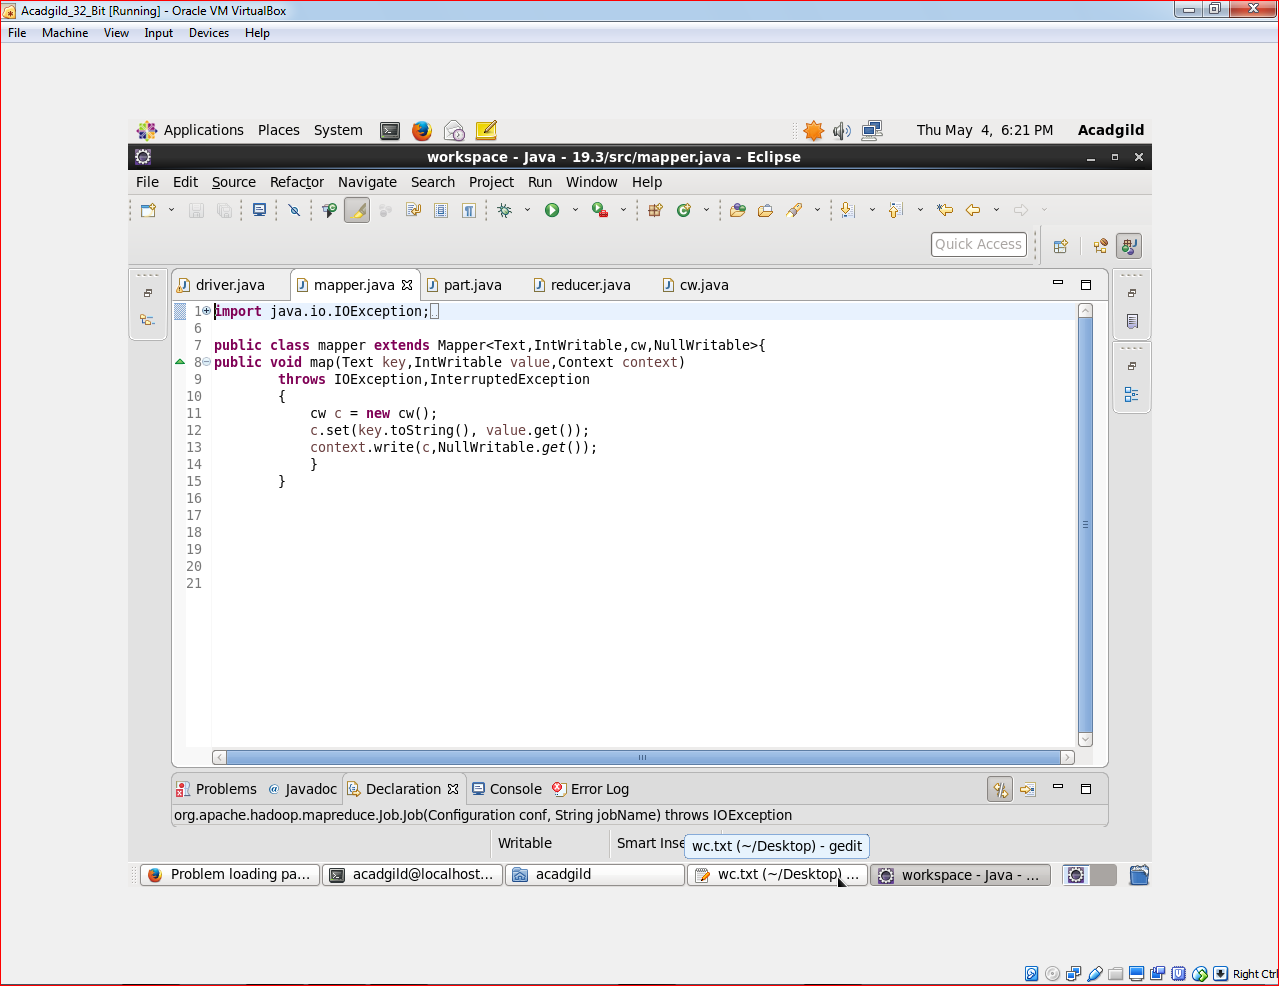 Acadgild_32_Bit [Running] - Oracle VM VirtualBox
File Machine View Input Devices Help
Applications Places System Thu May 4, 6:21 PM Acadgild
workspace - Java - 19.3/src/mapper.java - Eclipse
File Edit Source Refactor Navigate Search Project Run Window Help
Quick Access
driver.java mapper.java part.java reducer.java cw.java
1 import java.io.IOException;
6
7 public class mapper extends Mapper<Text,IntWritable,cw,NullWritable>{
8 public void map(Text key,IntWritable value,Context context)
9 throws IOException,InterruptedException
10 {
11 cw c = new cw();
12 c.set(key.toString(), value.get());
13 context.write(c,NullWritable.get());
14 }
15 }
16
17
18
19
20
21
Problems @ Javadoc Declaration Console Error Log
org.apache.hadoop.mapreduce.Job.Job(Configuration conf, String jobName) throws IOException
Writable Smart Inse
wc.txt (~/Desktop) - gedit
Problem loading pa... acadgild@localhost... acadgild wc.txt (~/Desktop) ... workspace - Java - ...
Right Ctrl